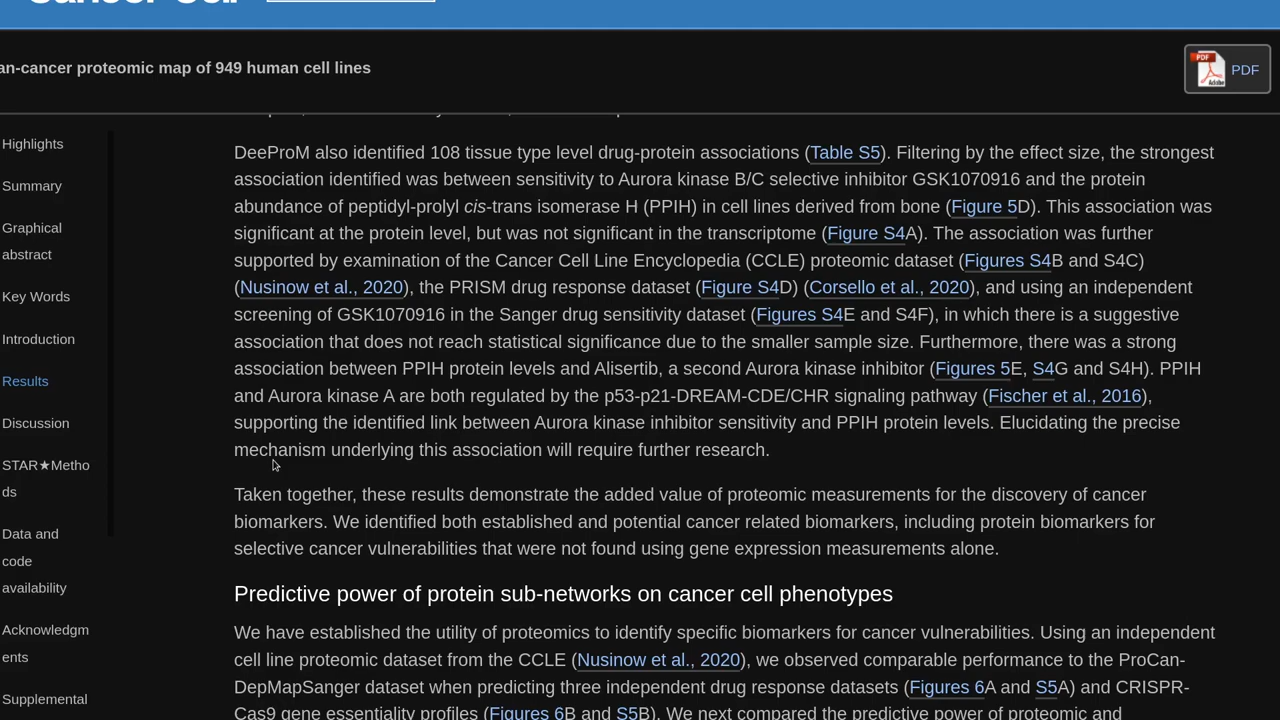 Cancer Cell
an-cancer proteomic map of 949 human cell lines
PDF
PDF
Adobe
Highlights
Summary
Graphical
abstract
Key Words
Introduction
Results
Discussion
STAR★Metho
ds
Data and
code
availability
Acknowledgm
ents
Supplemental
DeeProM also identified 108 tissue type level drug-protein associations (Table S5). Filtering by the effect size, the strongest
association identified was between sensitivity to Aurora kinase B/C selective inhibitor GSK1070916 and the protein
abundance of peptidyl-prolyl cis-trans isomerase H (PPIH) in cell lines derived from bone (Figure 5D). This association was
significant at the protein level, but was not significant in the transcriptome (Figure S4A). The association was further
supported by examination of the Cancer Cell Line Encyclopedia (CCLE) proteomic dataset (Figures S4B and S4C)
(Nusinow et al., 2020), the PRISM drug response dataset (Figure S4D) (Corsello et al., 2020), and using an independent
screening of GSK1070916 in the Sanger drug sensitivity dataset (Figures S4E and S4F), in which there is a suggestive
association that does not reach statistical significance due to the smaller sample size. Furthermore, there was a strong
association between PPIH protein levels and Alisertib, a second Aurora kinase inhibitor (Figures 5E, S4G and S4H). PPIH
and Aurora kinase A are both regulated by the p53-p21-DREAM-CDE/CHR signaling pathway (Fischer et al., 2016),
supporting the identified link between Aurora kinase inhibitor sensitivity and PPIH protein levels. Elucidating the precise
mechanism underlying this association will require further research.
Taken together, these results demonstrate the added value of proteomic measurements for the discovery of cancer
biomarkers. We identified both established and potential cancer related biomarkers, including protein biomarkers for
selective cancer vulnerabilities that were not found using gene expression measurements alone.
Predictive power of protein sub-networks on cancer cell phenotypes
We have established the utility of proteomics to identify specific biomarkers for cancer vulnerabilities. Using an independent
cell line proteomic dataset from the CCLE (Nusinow et al., 2020), we observed comparable performance to the ProCan-
DepMapSanger dataset when predicting three independent drug response datasets (Figures 6A and S5A) and CRISPR-
Cas9 gene essentiality profiles (Figures 6B and S5B). We next compared the predictive power of proteomic and